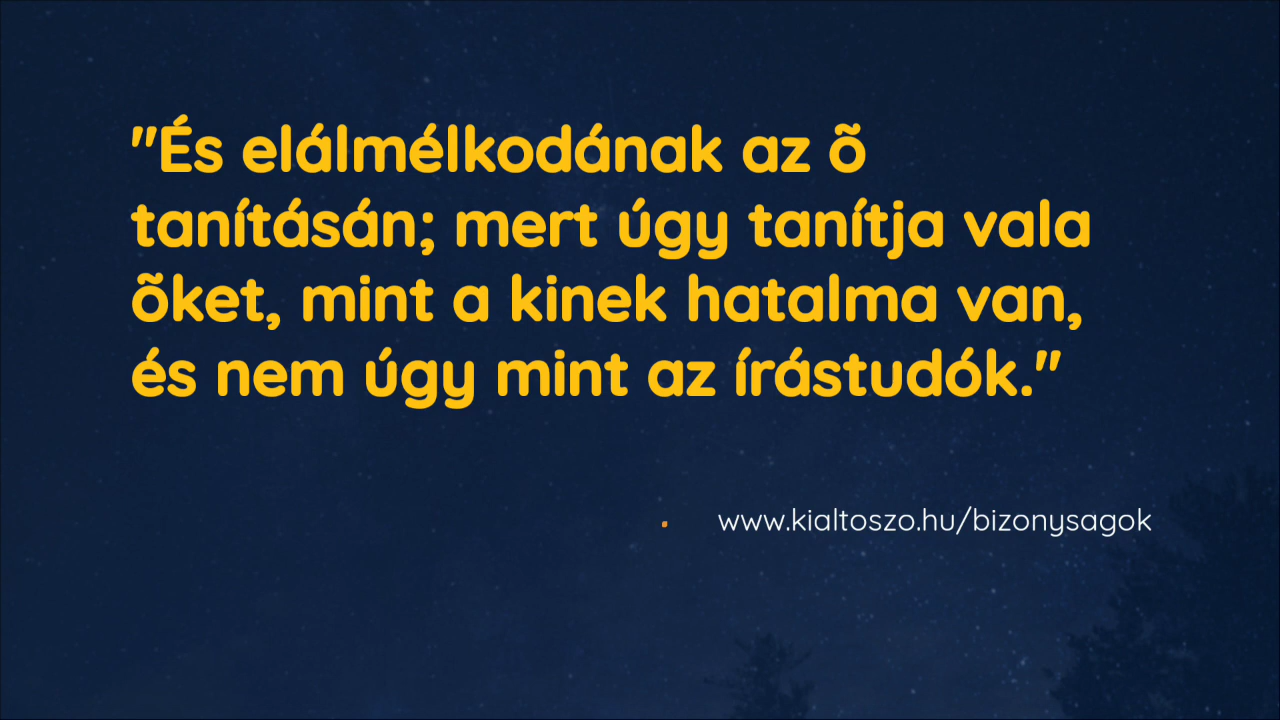 "És elálmélkodának az õ
tanításán; mert úgy tanítja vala
õket, mint a kinek hatalma van,
és nem úgy mint az írástudók."
www.kialtoszo.hu/bizonysagok